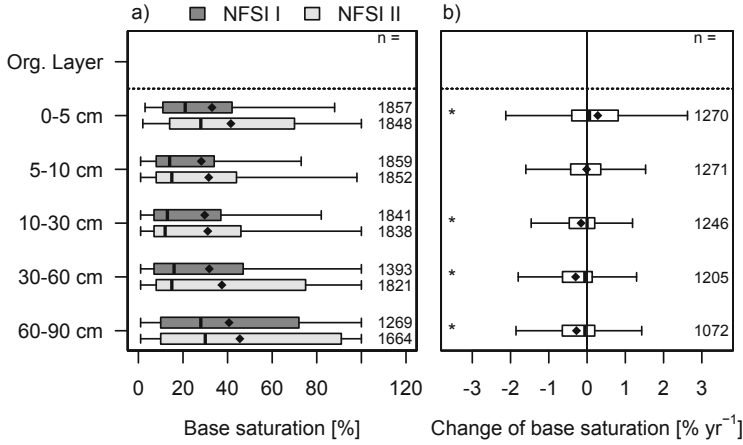 a) NFSI I NFSI II b)
n = n =
Org. Layer
0-5 cm 1857 * 1270
1848
5-10 cm 1859 1271
1852
10-30 cm 1841 * 1246
1838
30-60 cm 1393 * 1205
1821
60-90 cm 1269 * 1072
1664
0 20 40 60 80 120 -3 -2 -1 0 1 2 3
Base saturation [%] Change of base saturation [% yr⁻¹]